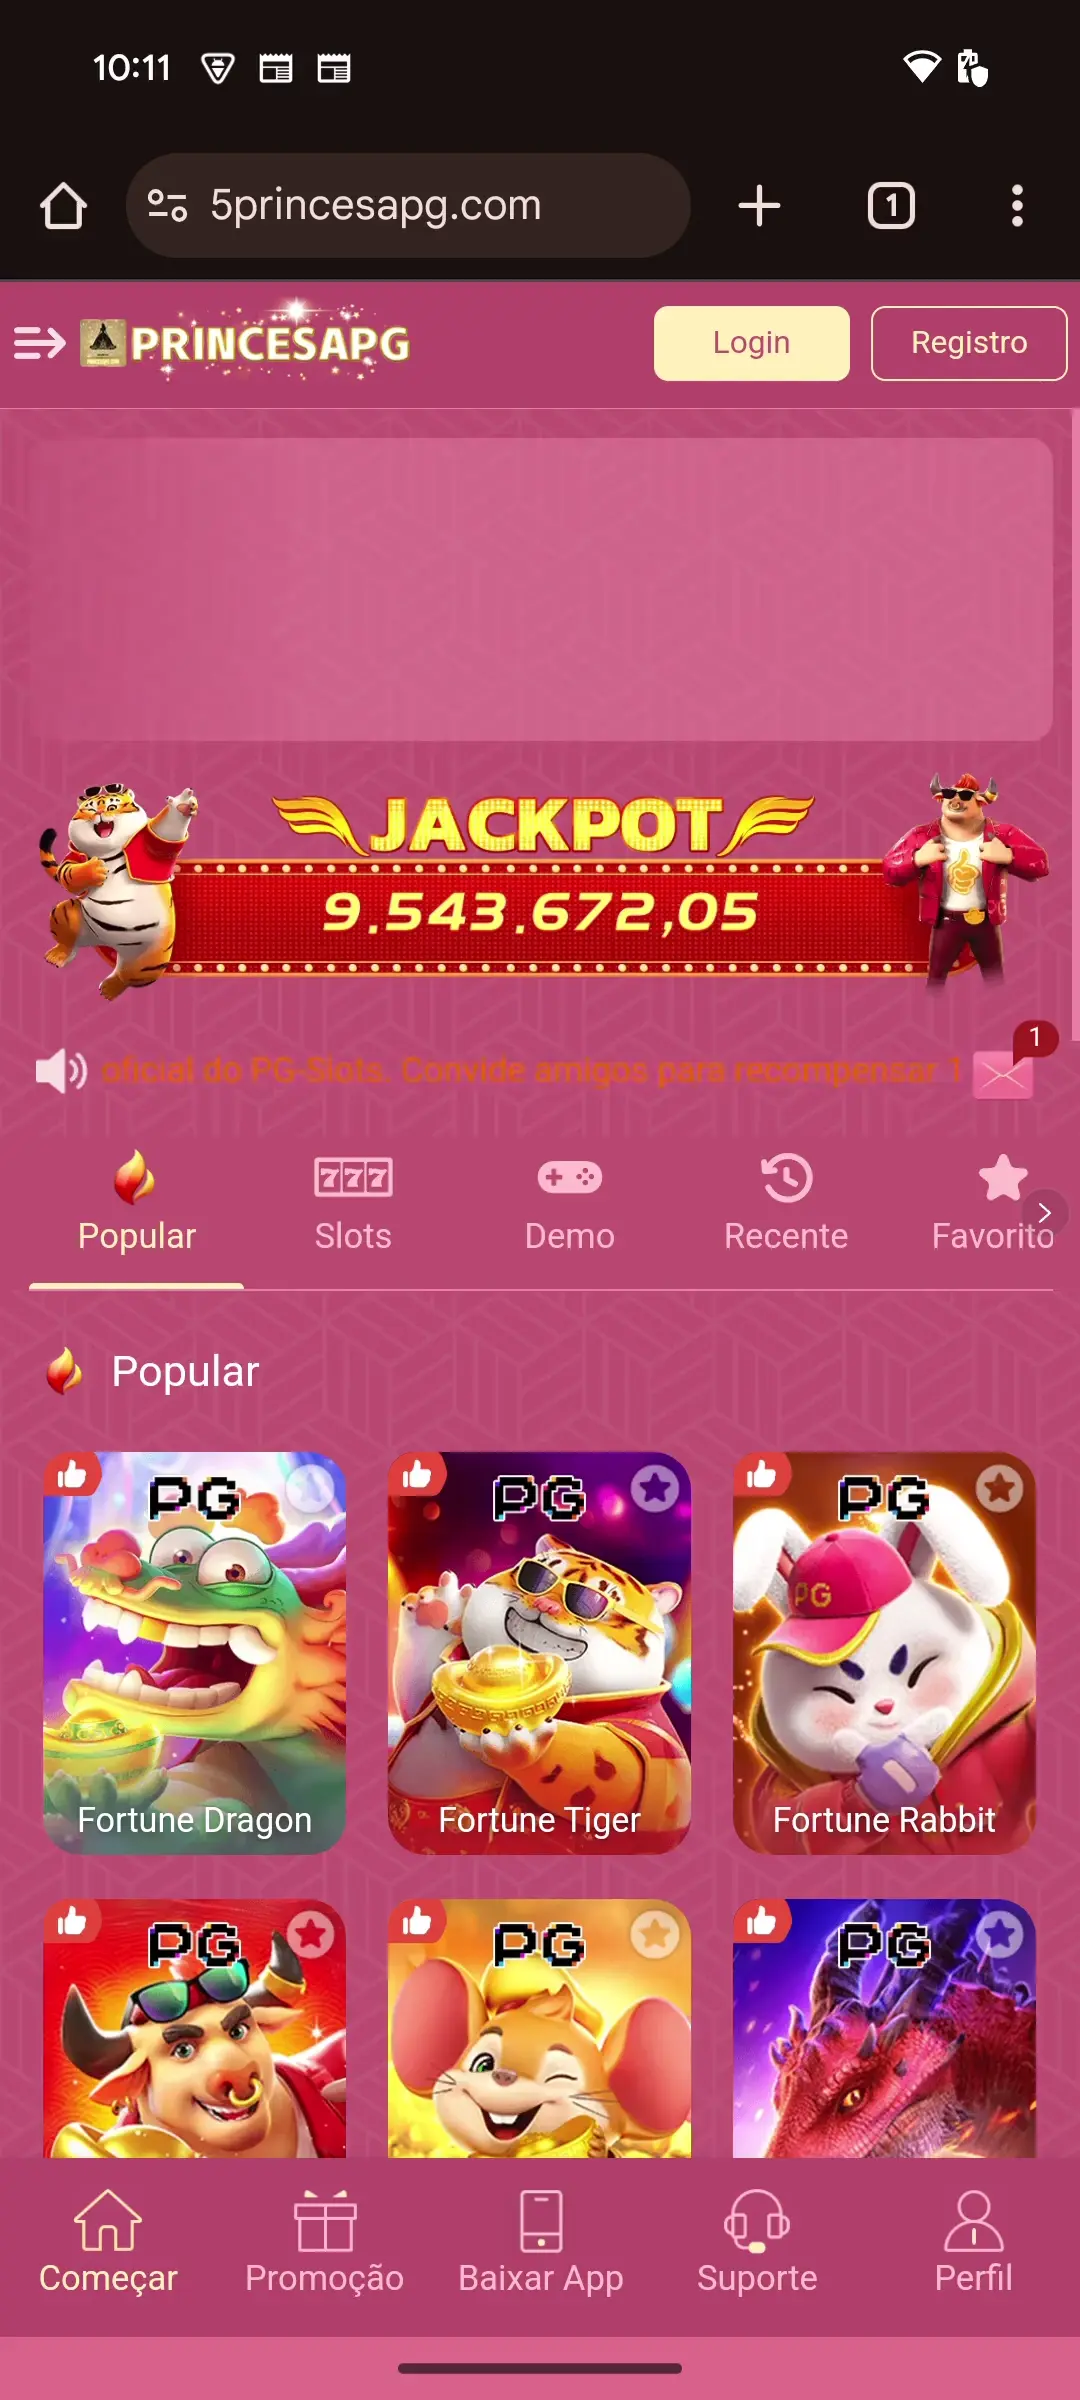 10:11
5princesapg.com
1
PRINCESAPG
Login
Registro
JACKPOT
9.543.672,05
oficial do PG-Slots. Convide amigos para recompensar 1
1
777
Popular
Slots
Demo
Recente
Favorito
Popular
PG
PG
PG
PG
Fortune Dragon
Fortune Tiger
Fortune Rabbit
PG
PG
PG
Começar
Promoção
Baixar App
Suporte
Perfil